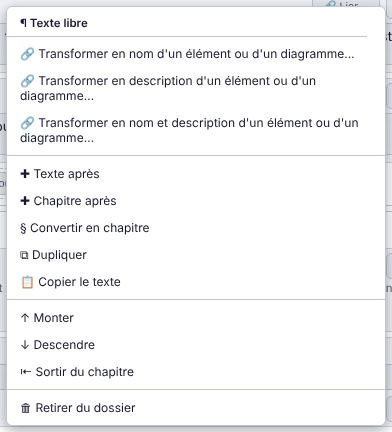 Lier
¶ Texte libre
🔗 Transformer en nom d'un élément ou d'un diagramme...
🔗 Transformer en description d'un élément ou d'un
diagramme...
🔗 Transformer en nom et description d'un élément ou d'un
diagramme...
✚ Texte après
✚ Chapitre après
§ Convertir en chapitre
⧉ Dupliquer
📋 Copier le texte
↑ Monter
↓ Descendre
⇤ Sortir du chapitre
🗑 Retirer du dossier